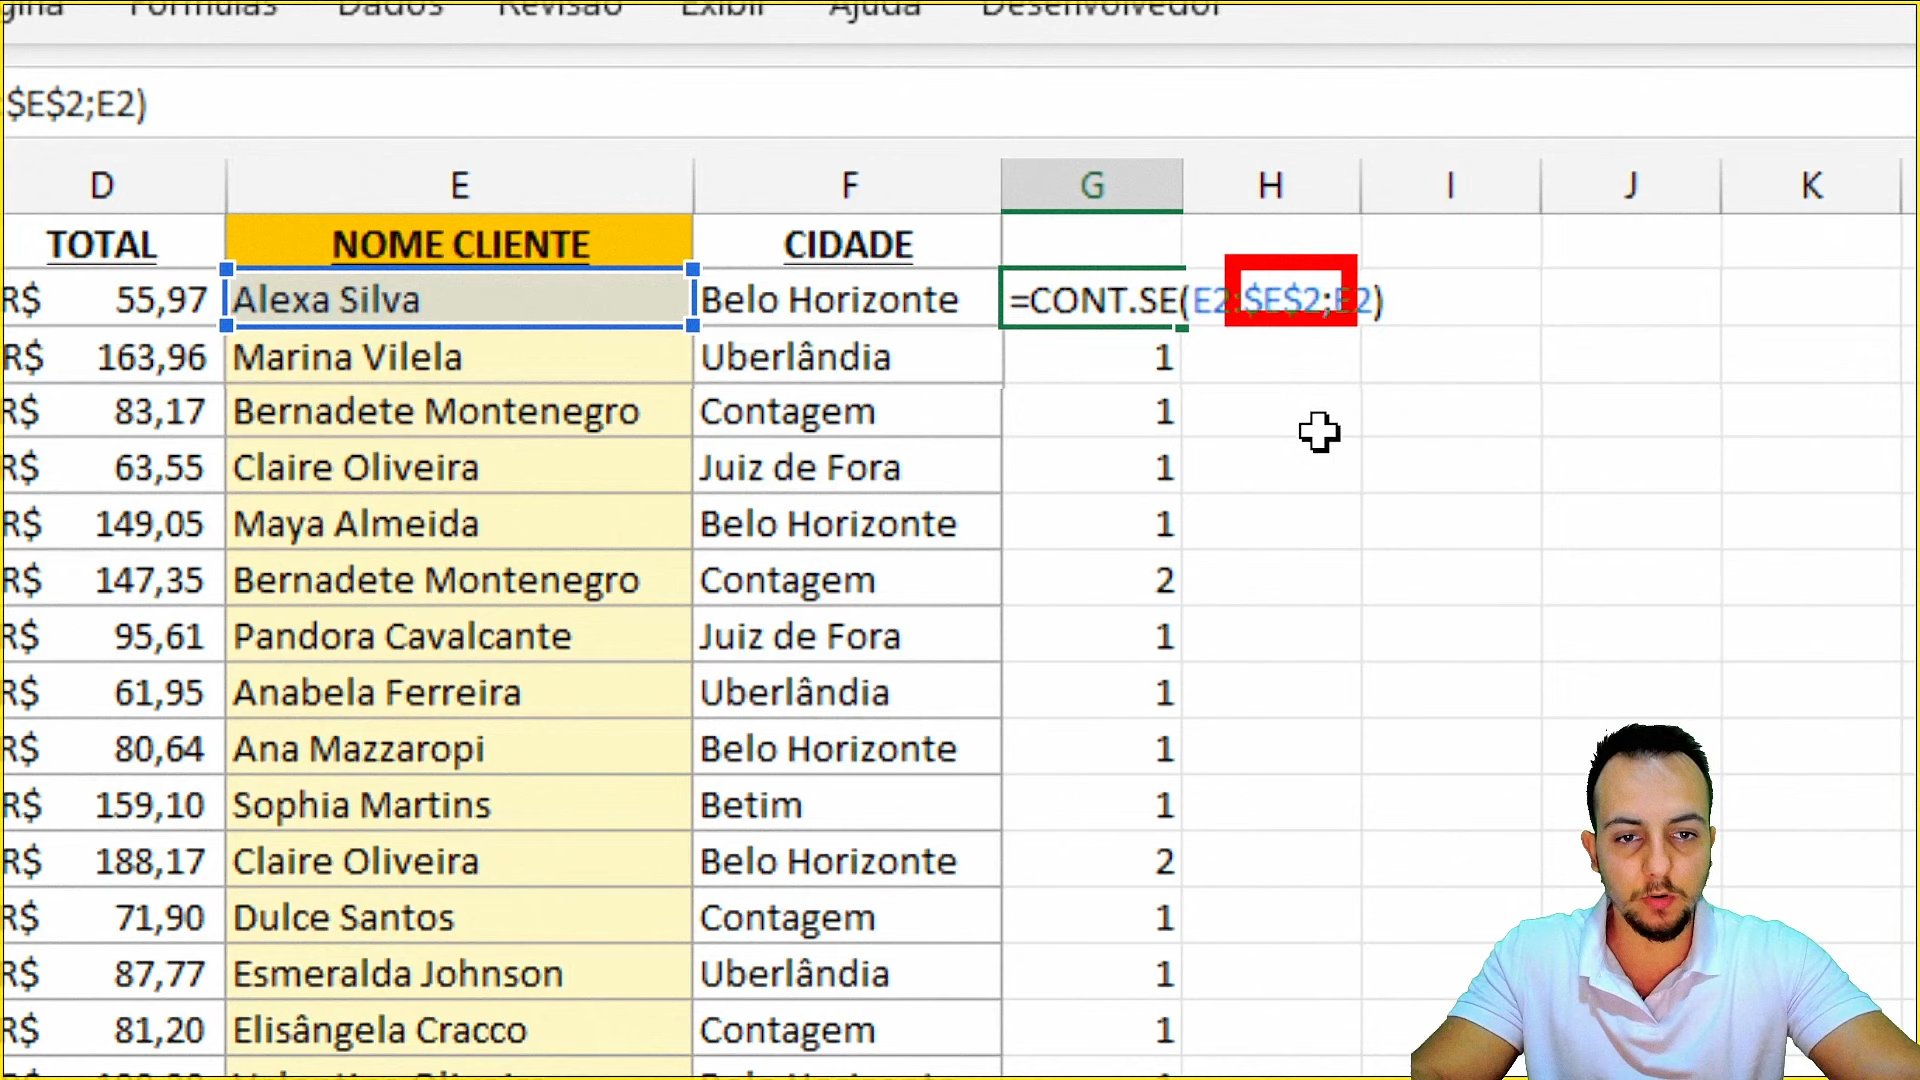 gina Fórmulas Dados Revisão Exibir Ajuda Desenvolvedor
:$E$2;E2)
D E F G H I J K
TOTAL NOME CLIENTE CIDADE
R$ 55,97 Alexa Silva Belo Horizonte =CONT.SE(E2:$E$2;E2)
R$ 163,96 Marina Vilela Uberlândia 1
R$ 83,17 Bernadete Montenegro Contagem 1
R$ 63,55 Claire Oliveira Juiz de Fora 1
R$ 149,05 Maya Almeida Belo Horizonte 1
R$ 147,35 Bernadete Montenegro Contagem 2
R$ 95,61 Pandora Cavalcante Juiz de Fora 1
R$ 61,95 Anabela Ferreira Uberlândia 1
R$ 80,64 Ana Mazzaropi Belo Horizonte 1
R$ 159,10 Sophia Martins Betim 1
R$ 188,17 Claire Oliveira Belo Horizonte 2
R$ 71,90 Dulce Santos Contagem 1
R$ 87,77 Esmeralda Johnson Uberlândia 1
R$ 81,20 Elisângela Cracco Contagem 1